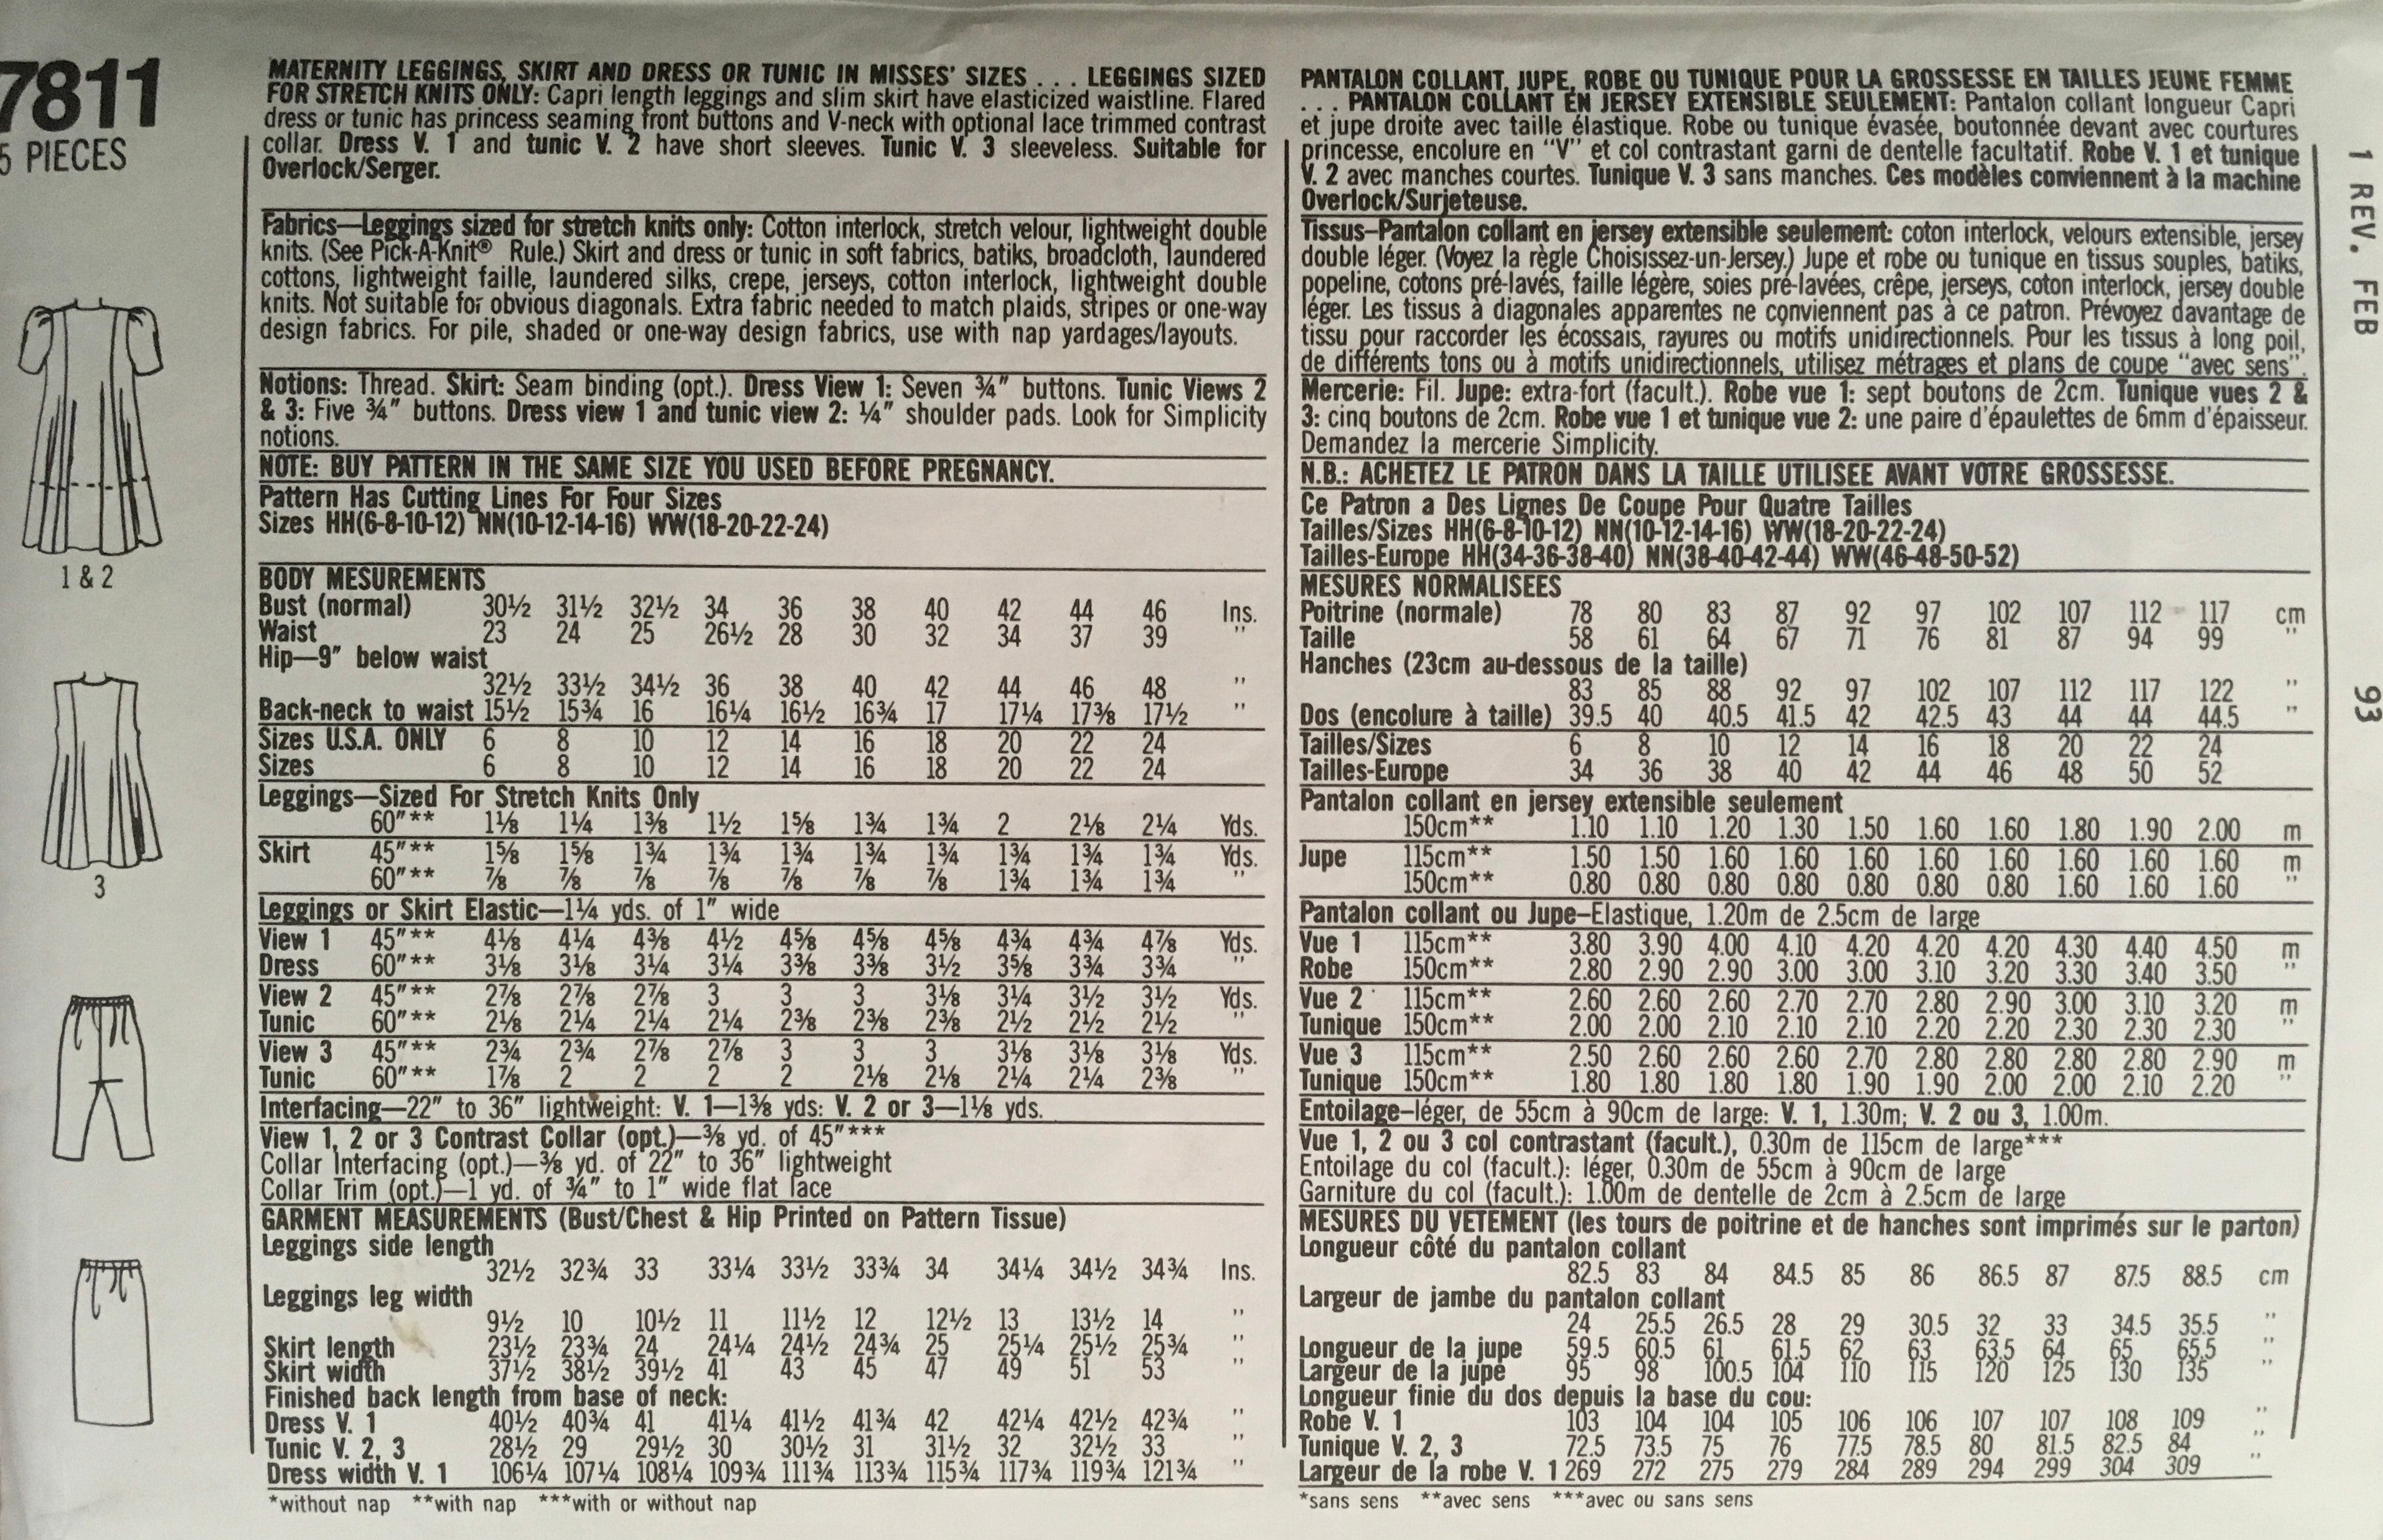 7811
5 PIECES
1 & 2
3
MATERNITY LEGGINGS, SKIRT AND DRESS OR TUNIC IN MISSES' SIZES . . . LEGGINGS SIZED
FOR STRETCH KNITS ONLY: Capri length leggings and slim skirt have elasticized waistline. Flared
dress or tunic has princess seaming front buttons and V-neck with optional lace trimmed contrast
collar. Dress V. 1 and tunic V. 2 have short sleeves. Tunic V. 3 sleeveless. Suitable for
Overlock/Serger.
Fabrics—Leggings sized for stretch knits only: Cotton interlock, stretch velour, lightweight double
knits. (See Pick-A-Knit® Rule.) Skirt and dress or tunic in soft fabrics, batiks, broadcloth, laundered
cottons, lightweight faille, laundered silks, crepe, jerseys, cotton interlock, lightweight double
knits. Not suitable for obvious diagonals. Extra fabric needed to match plaids, stripes or one-way
design fabrics. For pile, shaded or one-way design fabrics, use with nap yardages/layouts.
Notions: Thread. Skirt: Seam binding (opt.). Dress View 1: Seven ¾" buttons. Tunic Views 2
& 3: Five ¾" buttons. Dress view 1 and tunic view 2: ¼" shoulder pads. Look for Simplicity
notions.
NOTE: BUY PATTERN IN THE SAME SIZE YOU USED BEFORE PREGNANCY.
Pattern Has Cutting Lines For Four Sizes
Sizes HH(6-8-10-12) NN(10-12-14-16) WW(18-20-22-24)
BODY MESUREMENTS
Bust (normal) 30½ 31½ 32½ 34 36 38 40 42 44 46 Ins.
Waist 23 24 25 26½ 28 30 32 34 37 39 "
Hip—9" below waist
32½ 33½ 34½ 36 38 40 42 44 46 48 "
Back-neck to waist 15½ 15¾ 16 16¼ 16½ 16¾ 17 17¼ 17⅜ 17½ "
Sizes U.S.A. ONLY 6 8 10 12 14 16 18 20 22 24
Sizes 6 8 10 12 14 16 18 20 22 24
Leggings—Sized For Stretch Knits Only
60"** 1⅛ 1¼ 1⅜ 1½ 1⅝ 1¾ 1¾ 2 2⅛ 2¼ Yds.
Skirt 45"** 1⅝ 1⅝ 1¾ 1¾ 1¾ 1¾ 1¾ 1¾ 1¾ 1¾ Yds.
60"** ⅞ ⅞ ⅞ ⅞ ⅞ ⅞ ⅞ 1¾ 1¾ 1¾ "
Leggings or Skirt Elastic—1¼ yds. of 1" wide
View 1 45"** 4⅛ 4¼ 4⅜ 4½ 4⅝ 4⅝ 4⅝ 4¾ 4¾ 4⅞ Yds.
Dress 60"** 3⅛ 3⅛ 3¼ 3¼ 3⅜ 3⅜ 3½ 3⅝ 3¾ 3¾ "
View 2 45"** 2⅞ 2⅞ 2⅞ 3 3 3 3⅛ 3¼ 3½ 3½ Yds.
Tunic 60"** 2⅛ 2¼ 2¼ 2¼ 2⅜ 2⅜ 2⅜ 2½ 2½ 2½ "
View 3 45"** 2¾ 2¾ 2⅞ 2⅞ 3 3 3 3⅛ 3⅛ 3⅛ Yds.
Tunic 60"** 1⅞ 2 2 2 2 2⅛ 2⅛ 2¼ 2¼ 2⅜ "
Interfacing—22" to 36" lightweight: V. 1—1⅜ yds: V. 2 or 3—1⅛ yds.
View 1, 2 or 3 Contrast Collar (opt.)—⅜ yd. of 45"***
Collar Interfacing (opt.)—⅜ yd. of 22" to 36" lightweight
Collar Trim (opt.)—1 yd. of ¾" to 1" wide flat lace
GARMENT MEASUREMENTS (Bust/Chest & Hip Printed on Pattern Tissue)
Leggings side length
32½ 32¾ 33 33¼ 33½ 33¾ 34 34¼ 34½ 34¾ Ins.
Leggings leg width
9½ 10 10½ 11 11½ 12 12½ 13 13½ 14 "
Skirt length 23½ 23¾ 24 24¼ 24½ 24¾ 25 25¼ 25½ 25¾ "
Skirt width 37½ 38½ 39½ 41 43 45 47 49 51 53 "
Finished back length from base of neck:
Dress V. 1 40½ 40¾ 41 41¼ 41½ 41¾ 42 42¼ 42½ 42¾ "
Tunic V. 2, 3 28½ 29 29½ 30 30½ 31 31½ 32 32½ 33 "
Dress width V. 1 106¼ 107¼ 108¼ 109¾ 111¾ 113¾ 115¾ 117¾ 119¾ 121¾ "
*without nap **with nap ***with or without nap
PANTALON COLLANT, JUPE, ROBE OU TUNIQUE POUR LA GROSSESSE EN TAILLES JEUNE FEMME
. . . PANTALON COLLANT EN JERSEY EXTENSIBLE SEULEMENT: Pantalon collant longueur Capri
et jupe droite avec taille élastique. Robe ou tunique évasée, boutonnée devant avec courtures
princesse, encolure en "V" et col contrastant garni de dentelle facultatif. Robe V. 1 et tunique
V. 2 avec manches courtes. Tunique V. 3 sans manches. Ces modèles conviennent à la machine
Overlock/Surjeteuse.
Tissus–Pantalon collant en jersey extensible seulement: coton interlock, velours extensible, jersey
double léger. (Voyez la règle Choisissez-un-Jersey.) Jupe et robe ou tunique en tissus souples, batiks,
popeline, cotons pré-lavés, faille légère, soies pré-lavées, crêpe, jerseys, coton interlock, jersey double
léger. Les tissus à diagonales apparentes ne conviennent pas à ce patron. Prévoyez davantage de
tissu pour raccorder les écossais, rayures ou motifs unidirectionnels. Pour les tissus à long poil,
de différents tons ou à motifs unidirectionnels, utilisez métrages et plans de coupe "avec sens".
Mercerie: Fil. Jupe: extra-fort (facult.). Robe vue 1: sept boutons de 2cm. Tunique vues 2 &
3: cinq boutons de 2cm. Robe vue 1 et tunique vue 2: une paire d'épaulettes de 6mm d'épaisseur.
Demandez la mercerie Simplicity.
N.B.: ACHETEZ LE PATRON DANS LA TAILLE UTILISEE AVANT VOTRE GROSSESSE.
Ce Patron a Des Lignes De Coupe Pour Quatre Tailles
Tailles/Sizes HH(6-8-10-12) NN(10-12-14-16) WW(18-20-22-24)
Tailles-Europe HH(34-36-38-40) NN(38-40-42-44) WW(46-48-50-52)
MESURES NORMALISEES
Poitrine (normale) 78 80 83 87 92 97 102 107 112 117 cm
Taille 58 61 64 67 71 76 81 87 94 99 "
Hanches (23cm au-dessous de la taille)
83 85 88 92 97 102 107 112 117 122 "
Dos (encolure à taille) 39.5 40 40.5 41.5 42 42.5 43 44 44 44.5 "
Tailles/Sizes 6 8 10 12 14 16 18 20 22 24
Tailles-Europe 34 36 38 40 42 44 46 48 50 52
Pantalon collant en jersey extensible seulement
150cm** 1.10 1.10 1.20 1.30 1.50 1.60 1.60 1.80 1.90 2.00 m
Jupe 115cm** 1.50 1.50 1.60 1.60 1.60 1.60 1.60 1.60 1.60 1.60 m
150cm** 0.80 0.80 0.80 0.80 0.80 0.80 0.80 1.60 1.60 1.60 "
Pantalon collant ou Jupe–Elastique, 1.20m de 2.5cm de large
Vue 1 115cm** 3.80 3.90 4.00 4.10 4.20 4.20 4.20 4.30 4.40 4.50 m
Robe 150cm** 2.80 2.90 2.90 3.00 3.00 3.10 3.20 3.30 3.40 3.50 "
Vue 2 115cm** 2.60 2.60 2.60 2.70 2.70 2.80 2.90 3.00 3.10 3.20 m
Tunique 150cm** 2.00 2.00 2.10 2.10 2.10 2.20 2.20 2.30 2.30 2.30 "
Vue 3 115cm** 2.50 2.60 2.60 2.60 2.70 2.80 2.80 2.80 2.80 2.90 m
Tunique 150cm** 1.80 1.80 1.80 1.80 1.90 1.90 2.00 2.00 2.10 2.20 "
Entoilage–léger, de 55cm à 90cm de large: V. 1, 1.30m; V. 2 ou 3, 1.00m.
Vue 1, 2 ou 3 col contrastant (facult.), 0.30m de 115cm de large***
Entoilage du col (facult.): léger, 0.30m de 55cm à 90cm de large
Garniture du col (facult.): 1.00m de dentelle de 2cm à 2.5cm de large
MESURES DU VETEMENT (les tours de poitrine et de hanches sont imprimés sur le parton)
Longueur côté du pantalon collant
82.5 83 84 84.5 85 86 86.5 87 87.5 88.5 cm
Largeur de jambe du pantalon collant
24 25.5 26.5 28 29 30.5 32 33 34.5 35.5 "
Longueur de la jupe 59.5 60.5 61 61.5 62 63 63.5 64 65 65.5 "
Largeur de la jupe 95 98 100.5 104 110 115 120 125 130 135 "
Longueur finie du dos depuis la base du cou:
Robe V. 1 103 104 104 105 106 106 107 107 108 109 "
Tunique V. 2, 3 72.5 73.5 75 76 77.5 78.5 80 81.5 82.5 84 "
Largeur de la robe V. 1 269 272 275 279 284 289 294 299 304 309 "
*sans sens **avec sens ***avec ou sans sens
1 REV. FEB 93